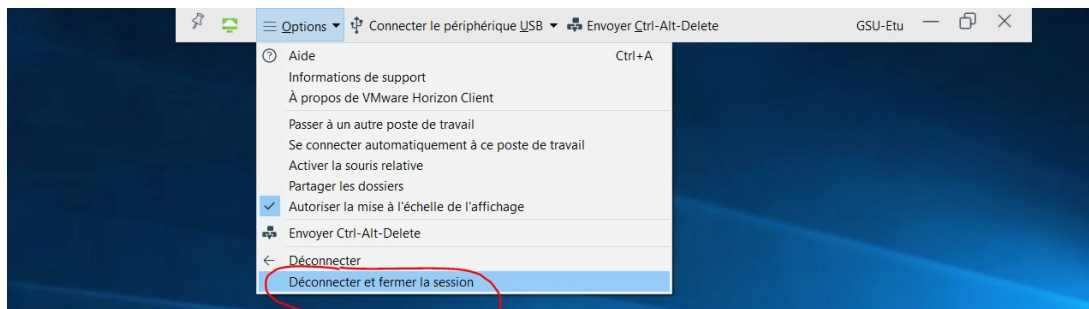 Options Connecter le périphérique USB Envoyer Ctrl-Alt-Delete GSU-Etu
Aide Ctrl+A
Informations de support
À propos de VMware Horizon Client
Passer à un autre poste de travail
Se connecter automatiquement à ce poste de travail
Activer la souris relative
Partager les dossiers
Autoriser la mise à l'échelle de l'affichage
Envoyer Ctrl-Alt-Delete
Déconnecter
Déconnecter et fermer la session